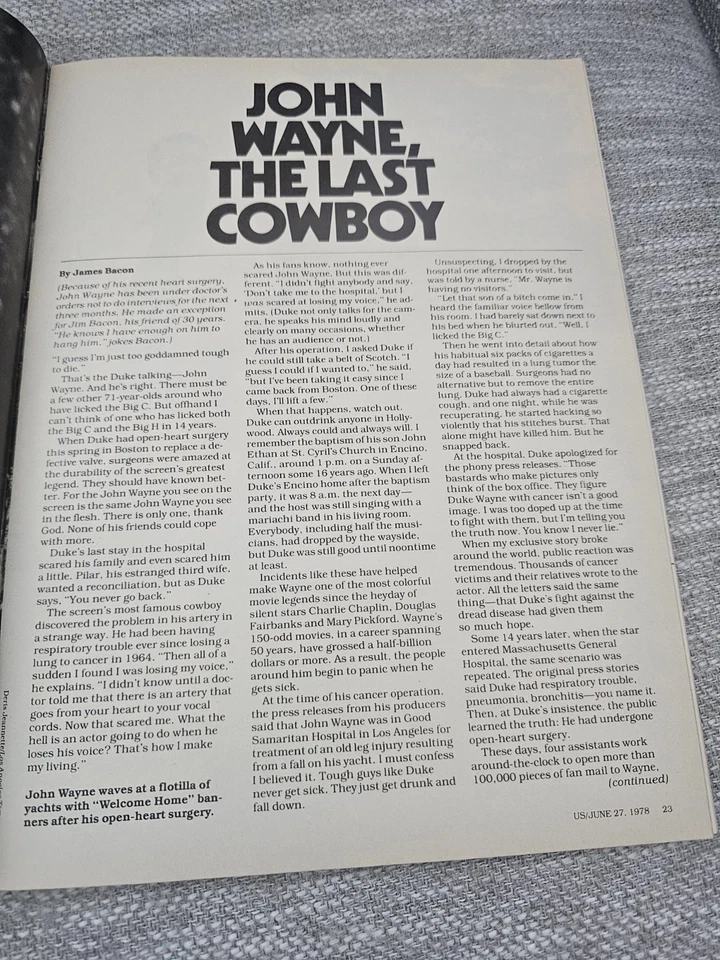 JOHN
WAYNE,
THE LAST
COWBOY
By James Bacon
(Because of his recent heart surgery,
John Wayne has been under doctor's
orders not to do interviews for the next
three months. He made an exception
for Jim Bacon, his friend of 30 years.
"He knows I have enough on him to
hang him," jokes Bacon.)
"I guess I'm just too goddamned tough
to die."
That's the Duke talking—John
Wayne. And he's right. There must be
a few other 71-year-olds around who
have licked the Big C. But offhand I
can't think of one who has licked both
the Big C and the Big H in 14 years.
When Duke had open-heart surgery
this spring in Boston to replace a de-
fective valve, surgeons were amazed at
the durability of the screen's greatest
legend. They should have known bet-
ter. For the John Wayne you see on the
screen is the same John Wayne you see
in the flesh. There is only one, thank
God. None of his friends could cope
with more.
Duke's last stay in the hospital
scared his family and even scared him
a little. Pilar, his estranged third wife,
wanted a reconciliation, but as Duke
says, "You never go back."
The screen's most famous cowboy
discovered the problem in his artery in
a strange way. He had been having
respiratory trouble ever since losing a
lung to cancer in 1964. "Then all of a
sudden I found I was losing my voice,"
he explains. "I didn't know until a doc-
tor told me that there is an artery that
goes from your heart to your vocal
cords. Now that scared me. What the
hell is an actor going to do when he
loses his voice? That's how I make
my living."
John Wayne waves at a flotilla of
yachts with "Welcome Home" ban-
ners after his open-heart surgery.
As his fans know, nothing ever
scared John Wayne. But this was dif-
ferent. "I didn't fight anybody and say,
'Don't take me to the hospital,' but I
was scared of losing my voice," he ad-
mits. (Duke not only talks for the cam-
era, he speaks his mind loudly and
clearly on many occasions, whether
he has an audience or not.)
After his operation, I asked Duke if
he could still take a belt of Scotch. "I
guess I could if I wanted to," he said,
"but I've been taking it easy since I
came back from Boston. One of these
days, I'll lift a few."
When that happens, watch out.
Duke can outdrink anyone in Holly-
wood. Always could and always will. I
remember the baptism of his son John
Ethan at St. Cyril's Church in Encino,
Calif., around 1 p.m. on a Sunday af-
ternoon some 16 years ago. When I left
Duke's Encino home after the baptism
party, it was 8 a.m. the next day—
and the host was still singing with a
mariachi band in his living room.
Everybody, including half the musi-
cians, had dropped by the wayside,
but Duke was still good until noontime
at least.
Incidents like these have helped
make Wayne one of the most colorful
movie legends since the heyday of
silent stars Charlie Chaplin, Douglas
Fairbanks and Mary Pickford. Wayne's
150-odd movies, in a career spanning
50 years, have grossed a half-billion
dollars or more. As a result, the people
around him begin to panic when he
gets sick.
At the time of his cancer operation,
the press releases from his producers
said that John Wayne was in Good
Samaritan Hospital in Los Angeles for
treatment of an old leg injury resulting
from a fall on his yacht. I must confess
I believed it. Tough guys like Duke
never get sick. They just get drunk and
fall down.
Unsuspecting, I dropped by the
hospital one afternoon to visit, but
was told by a nurse, "Mr. Wayne is
having no visitors."
"Let that son of a bitch come in," I
heard the familiar voice bellow from
his room. I had barely sat down next to
his bed when he blurted out, "Well, I
licked the Big C."
Then he went into detail about how
his habitual six packs of cigarettes a
day had resulted in a lung tumor the
size of a baseball. Surgeons had no
alternative but to remove the entire
lung. Duke had always had a cigarette
cough, and one night, while he was
recuperating, he started hacking so
violently that his stitches burst. That
alone might have killed him. But he
snapped back.
At the hospital, Duke apologized for
the phony press releases. "Those
bastards who make pictures only
think of the box office. They figure
Duke Wayne with cancer isn't a good
image. I was too doped up at the time
to fight with them, but I'm telling you
the truth now. You know I never lie."
When my exclusive story broke
around the world, public reaction was
tremendous. Thousands of cancer
victims and their relatives wrote to the
actor. All the letters said the same
thing—that Duke's fight against the
dread disease had given them
so much hope.
Some 14 years later, when the star
entered Massachusetts General
Hospital, the same scenario was
repeated. The original press stories
said Duke had respiratory trouble,
pneumonia, bronchitis—you name it.
Then, at Duke's insistence, the public
learned the truth: He had undergone
open-heart surgery.
These days, four assistants work
around-the-clock to open more than
100,000 pieces of fan mail to Wayne,
(continued)
US/JUNE 27, 1978 23